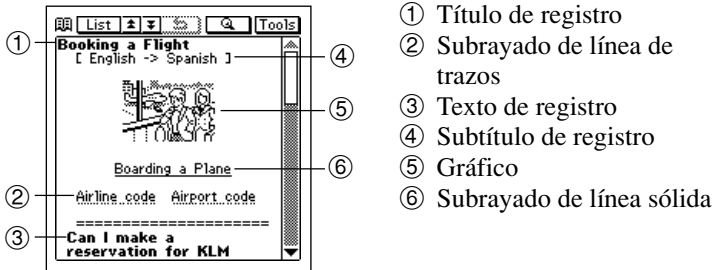 List Tools
① Booking a Flight
[ English -> Spanish ] ④
⑤
Boarding a Plane ⑥
② Airline code Airport code
====================
③ Can I make a
reservation for KLM
① Título de registro
② Subrayado de línea de
trazos
③ Texto de registro
④ Subtítulo de registro
⑤ Gráfico
⑥ Subrayado de línea sólida